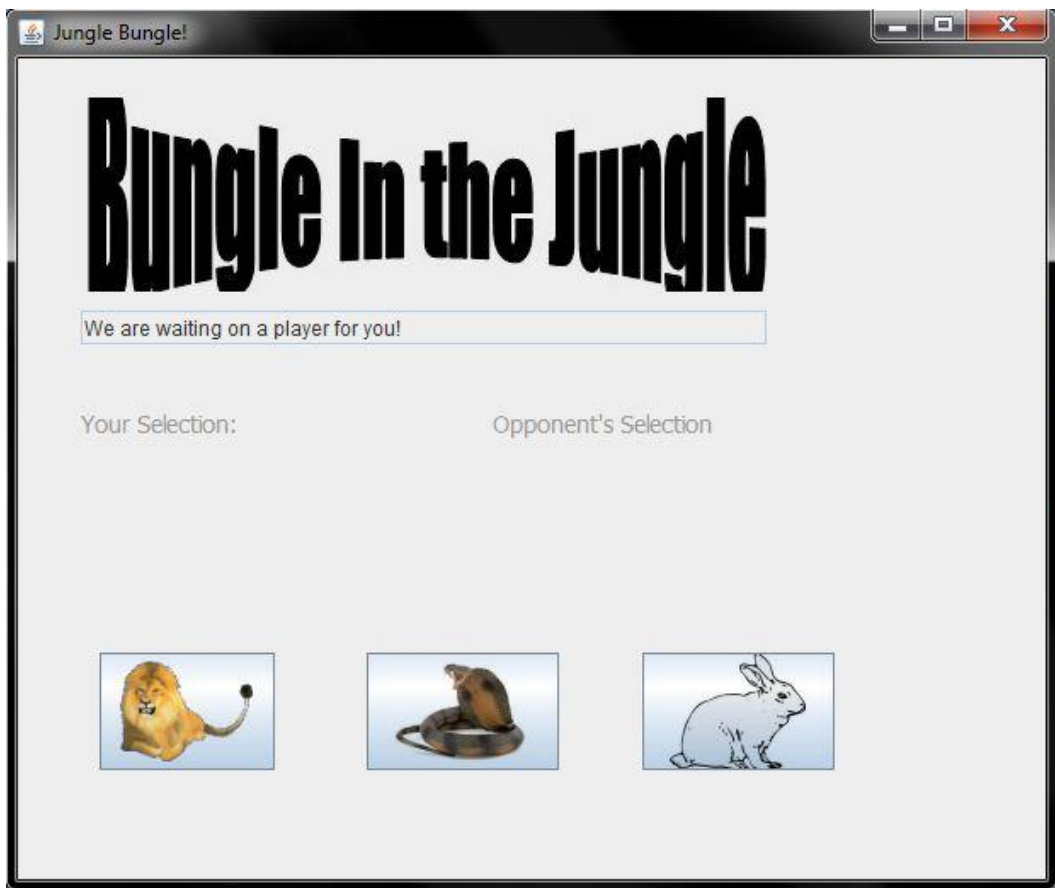 Jungle Bungle!
Bungle In the Jungle
We are waiting on a player for you!
Your Selection:
Opponent's Selection